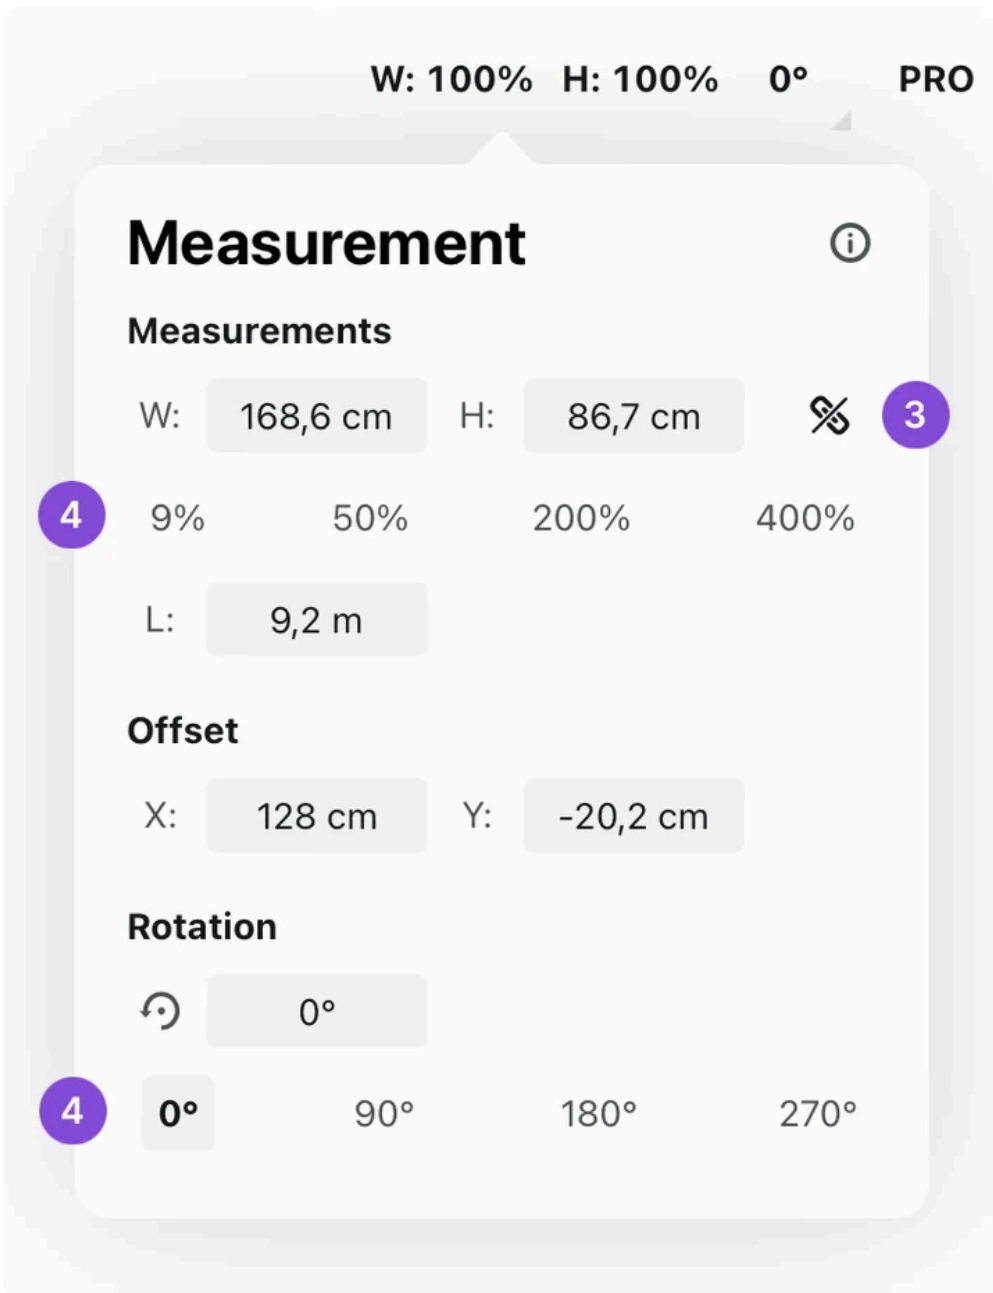 W: 100% H: 100% 0° PRO
Measurement
Measurements
W: 168,6 cm H: 86,7 cm 3
4 9% 50% 200% 400%
L: 9,2 m
Offset
X: 128 cm Y: -20,2 cm
Rotation
0°
4 0° 90° 180° 270°